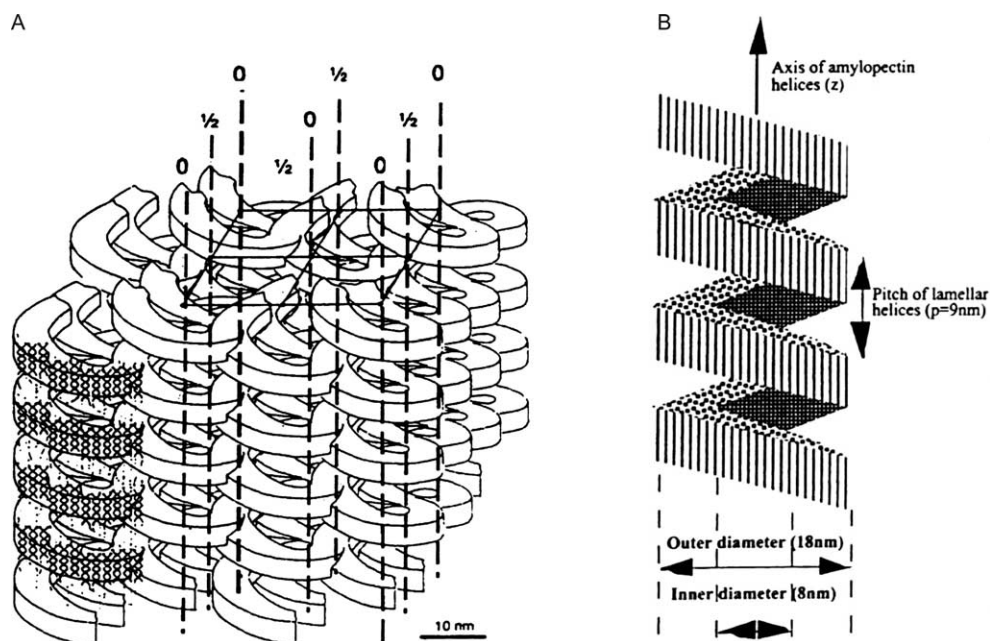 A
B
0
½
0
½
0
½
0
½
0
10 nm
Axis of amylopectin
helices (z)
Pitch of lamellar
helices (p=9nm)
Outer diameter (18nm)
Inner diameter (8nm)